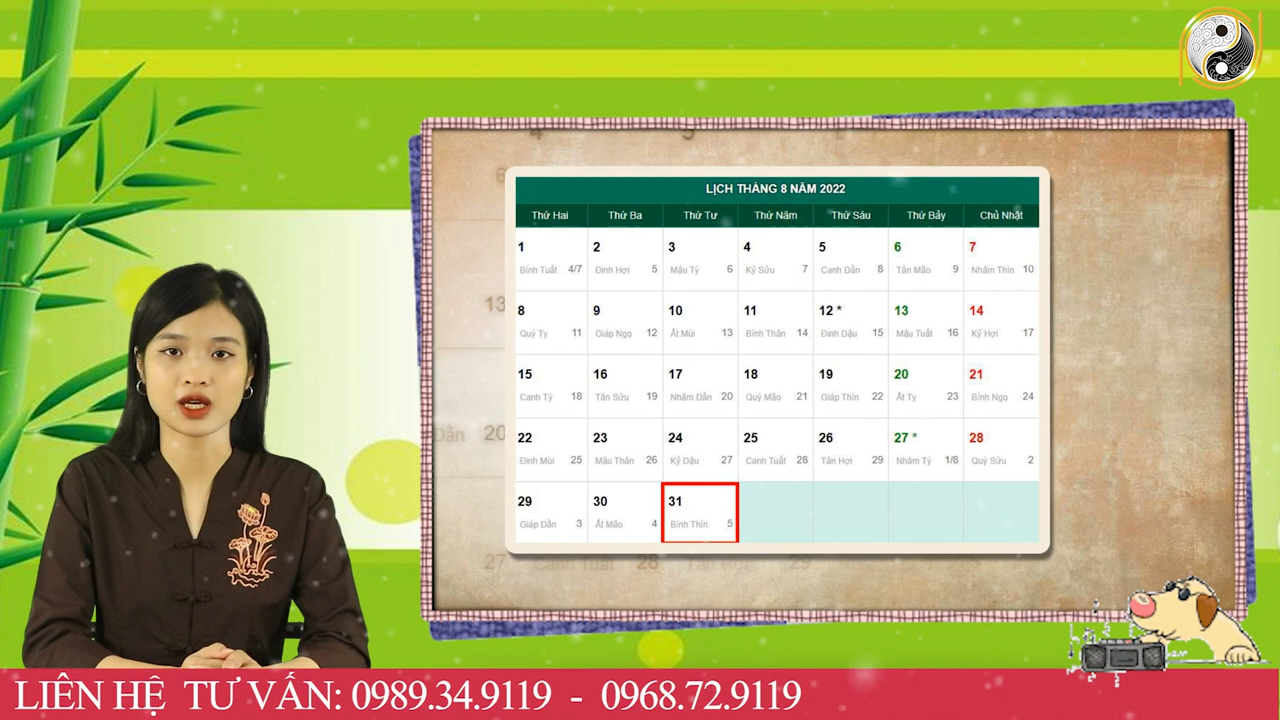 LỊCH THÁNG 8 NĂM 2022
Thứ Hai Thứ Ba Thứ Tư Thứ Năm Thứ Sáu Thứ Bảy Chủ Nhật
1 2 3 4 5 6 7
Bính Tuất 4/7 Đinh Hợi 5 Mậu Tý 6 Kỷ Sửu 7 Canh Dần 8 Tân Mão 9 Nhâm Thìn 10
8 9 10 11 12 * 13 14
Quý Tỵ 11 Giáp Ngọ 12 Ất Mùi 13 Bính Thân 14 Đinh Dậu 15 Mậu Tuất 16 Kỷ Hợi 17
15 16 17 18 19 20 21
Canh Tý 18 Tân Sửu 19 Nhâm Dần 20 Quý Mão 21 Giáp Thìn 22 Ất Tỵ 23 Bính Ngọ 24
22 23 24 25 26 27 * 28
Đinh Mùi 25 Mậu Thân 26 Kỷ Dậu 27 Canh Tuất 28 Tân Hợi 29 Nhâm Tý 1/8 Quý Sửu 2
29 30 31
Giáp Dần 3 Ất Mão 4 Bính Thìn 5
13
Dần 20
27 Canh Tuất 28 29
LIÊN HỆ TƯ VẤN: 0989.34.9119 - 0968.72.9119